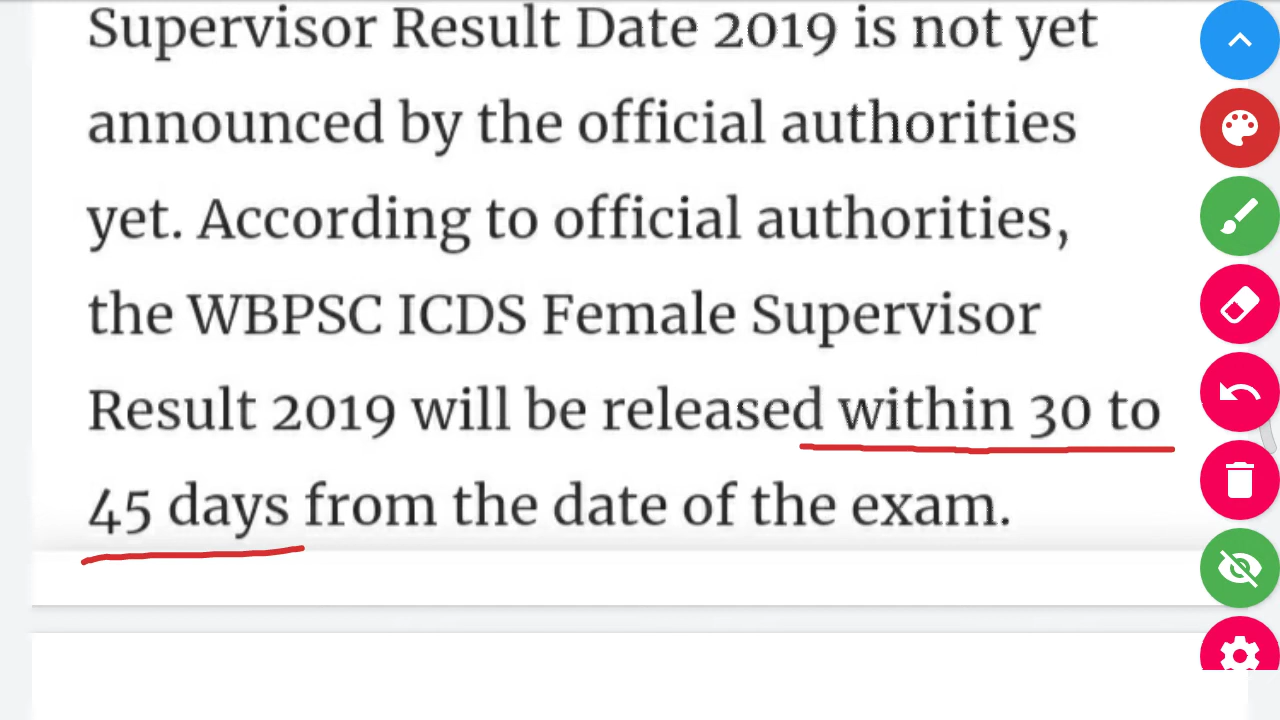 Supervisor Result Date 2019 is not yet
announced by the official authorities
yet. According to official authorities,
the WBPSC ICDS Female Supervisor
Result 2019 will be released within 30 to
45 days from the date of the exam.